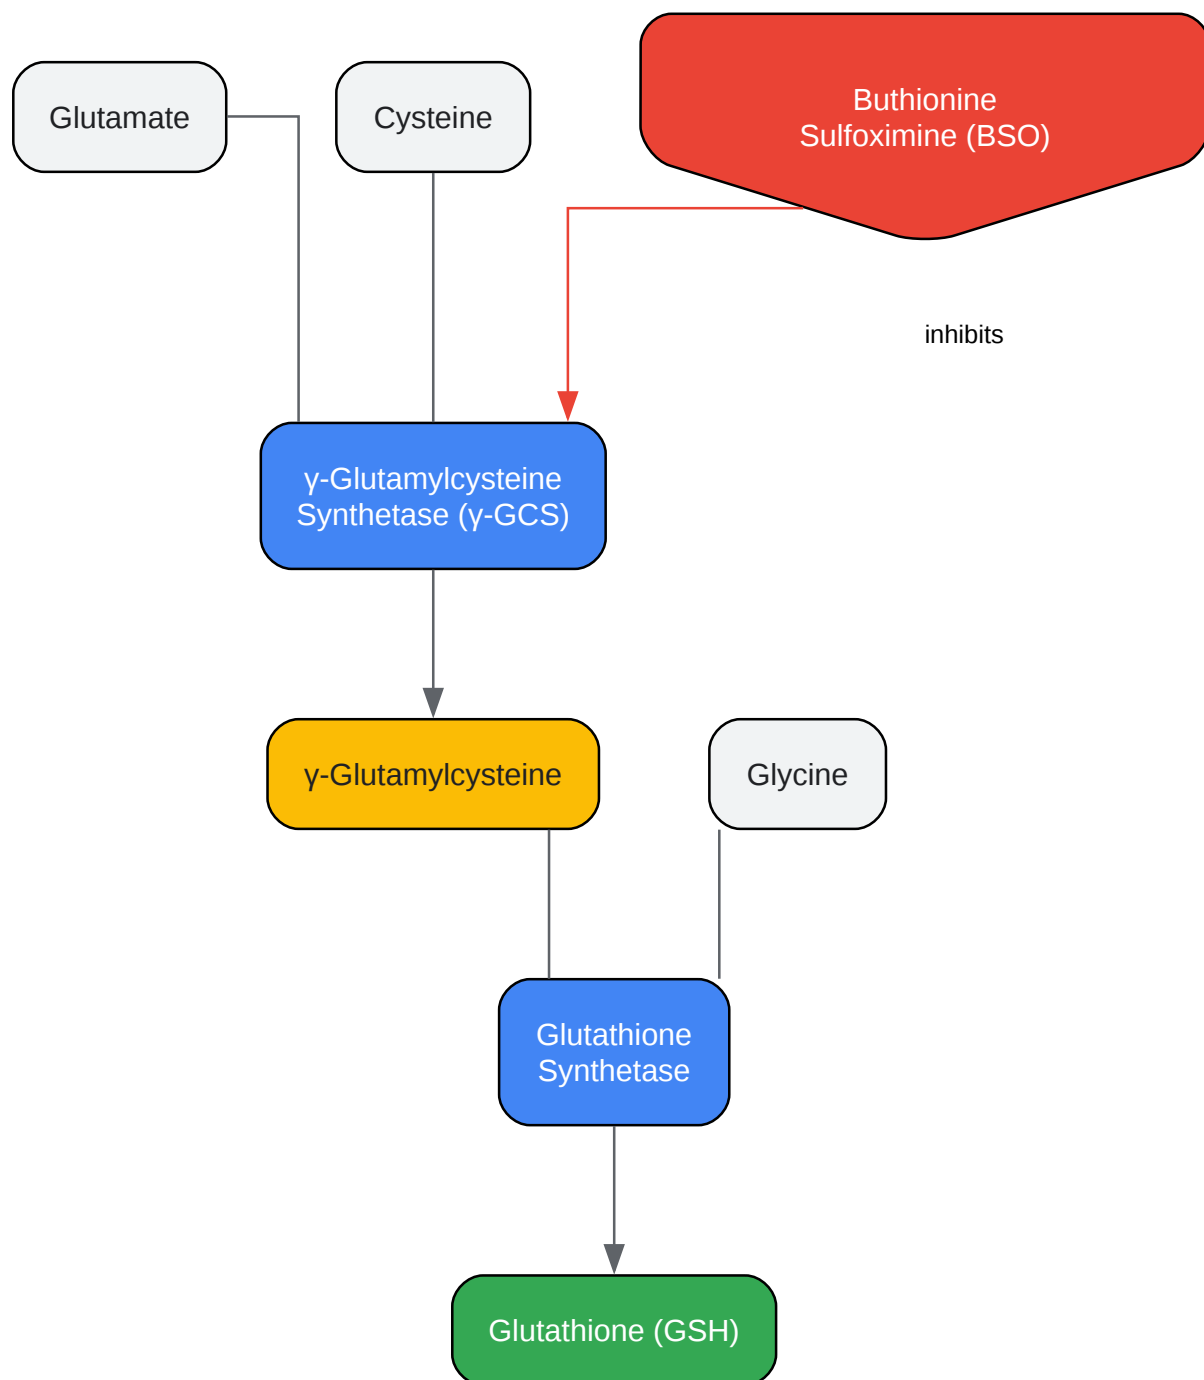 Glutamate
Cysteine
Buthionine
Sulfoximine (BSO)
inhibits
γ-Glutamylcysteine
Synthetase (γ-GCS)
γ-Glutamylcysteine
Glycine
Glutathione
Synthetase
Glutathione (GSH)